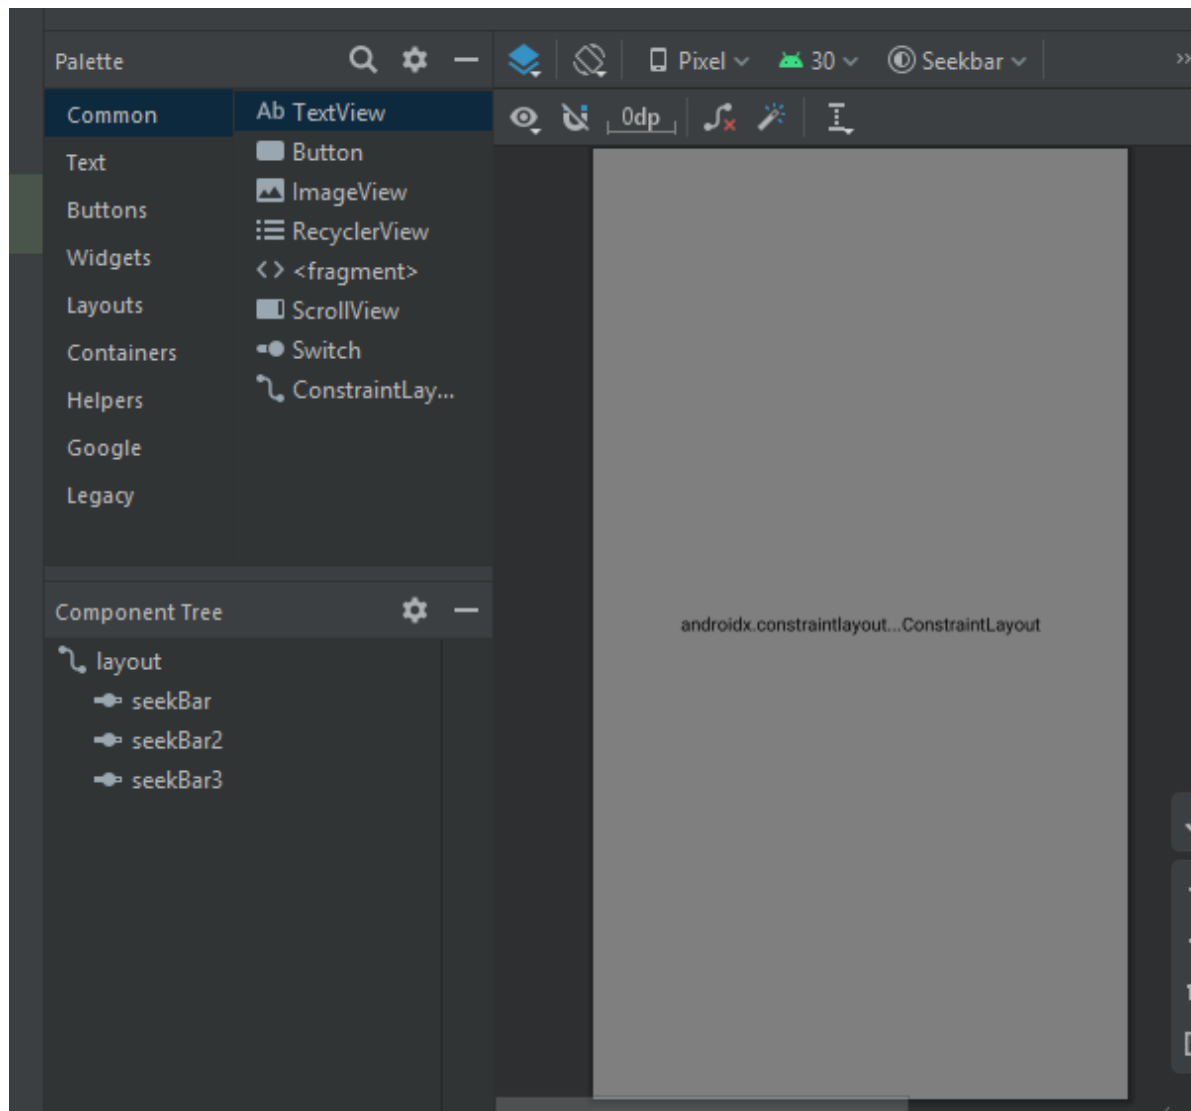 Palette
Pixel
30
Seekbar
Common
Text
Buttons
Widgets
Layouts
Containers
Helpers
Google
Legacy
Ab TextView
Button
ImageView
RecyclerView
<fragment>
ScrollView
Switch
ConstraintLay...
0dp
Component Tree
layout
seekBar
seekBar2
seekBar3
androidx.constraintlayout...ConstraintLayout